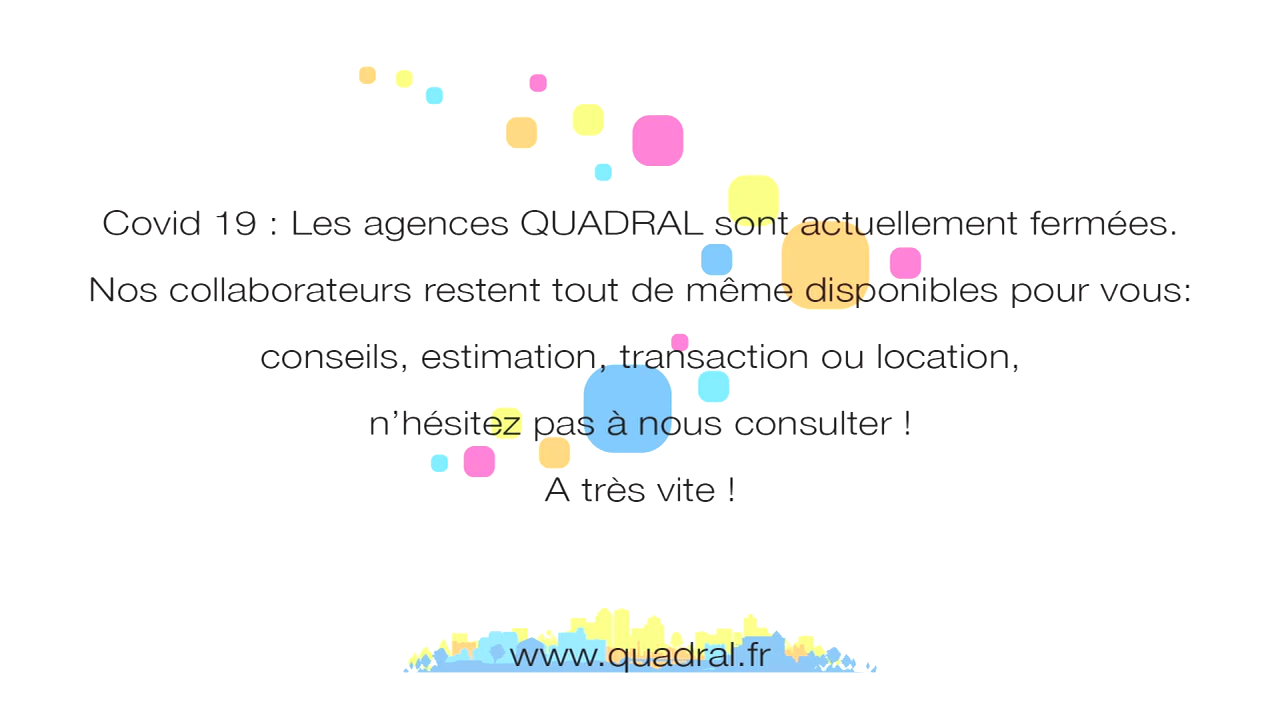 Covid 19 : Les agences QUADRAL sont actuellement fermées.
Nos collaborateurs restent tout de même disponibles pour vous:
conseils, estimation, transaction ou location,
n’hésitez pas à nous consulter !
A très vite !
www.quadral.fr